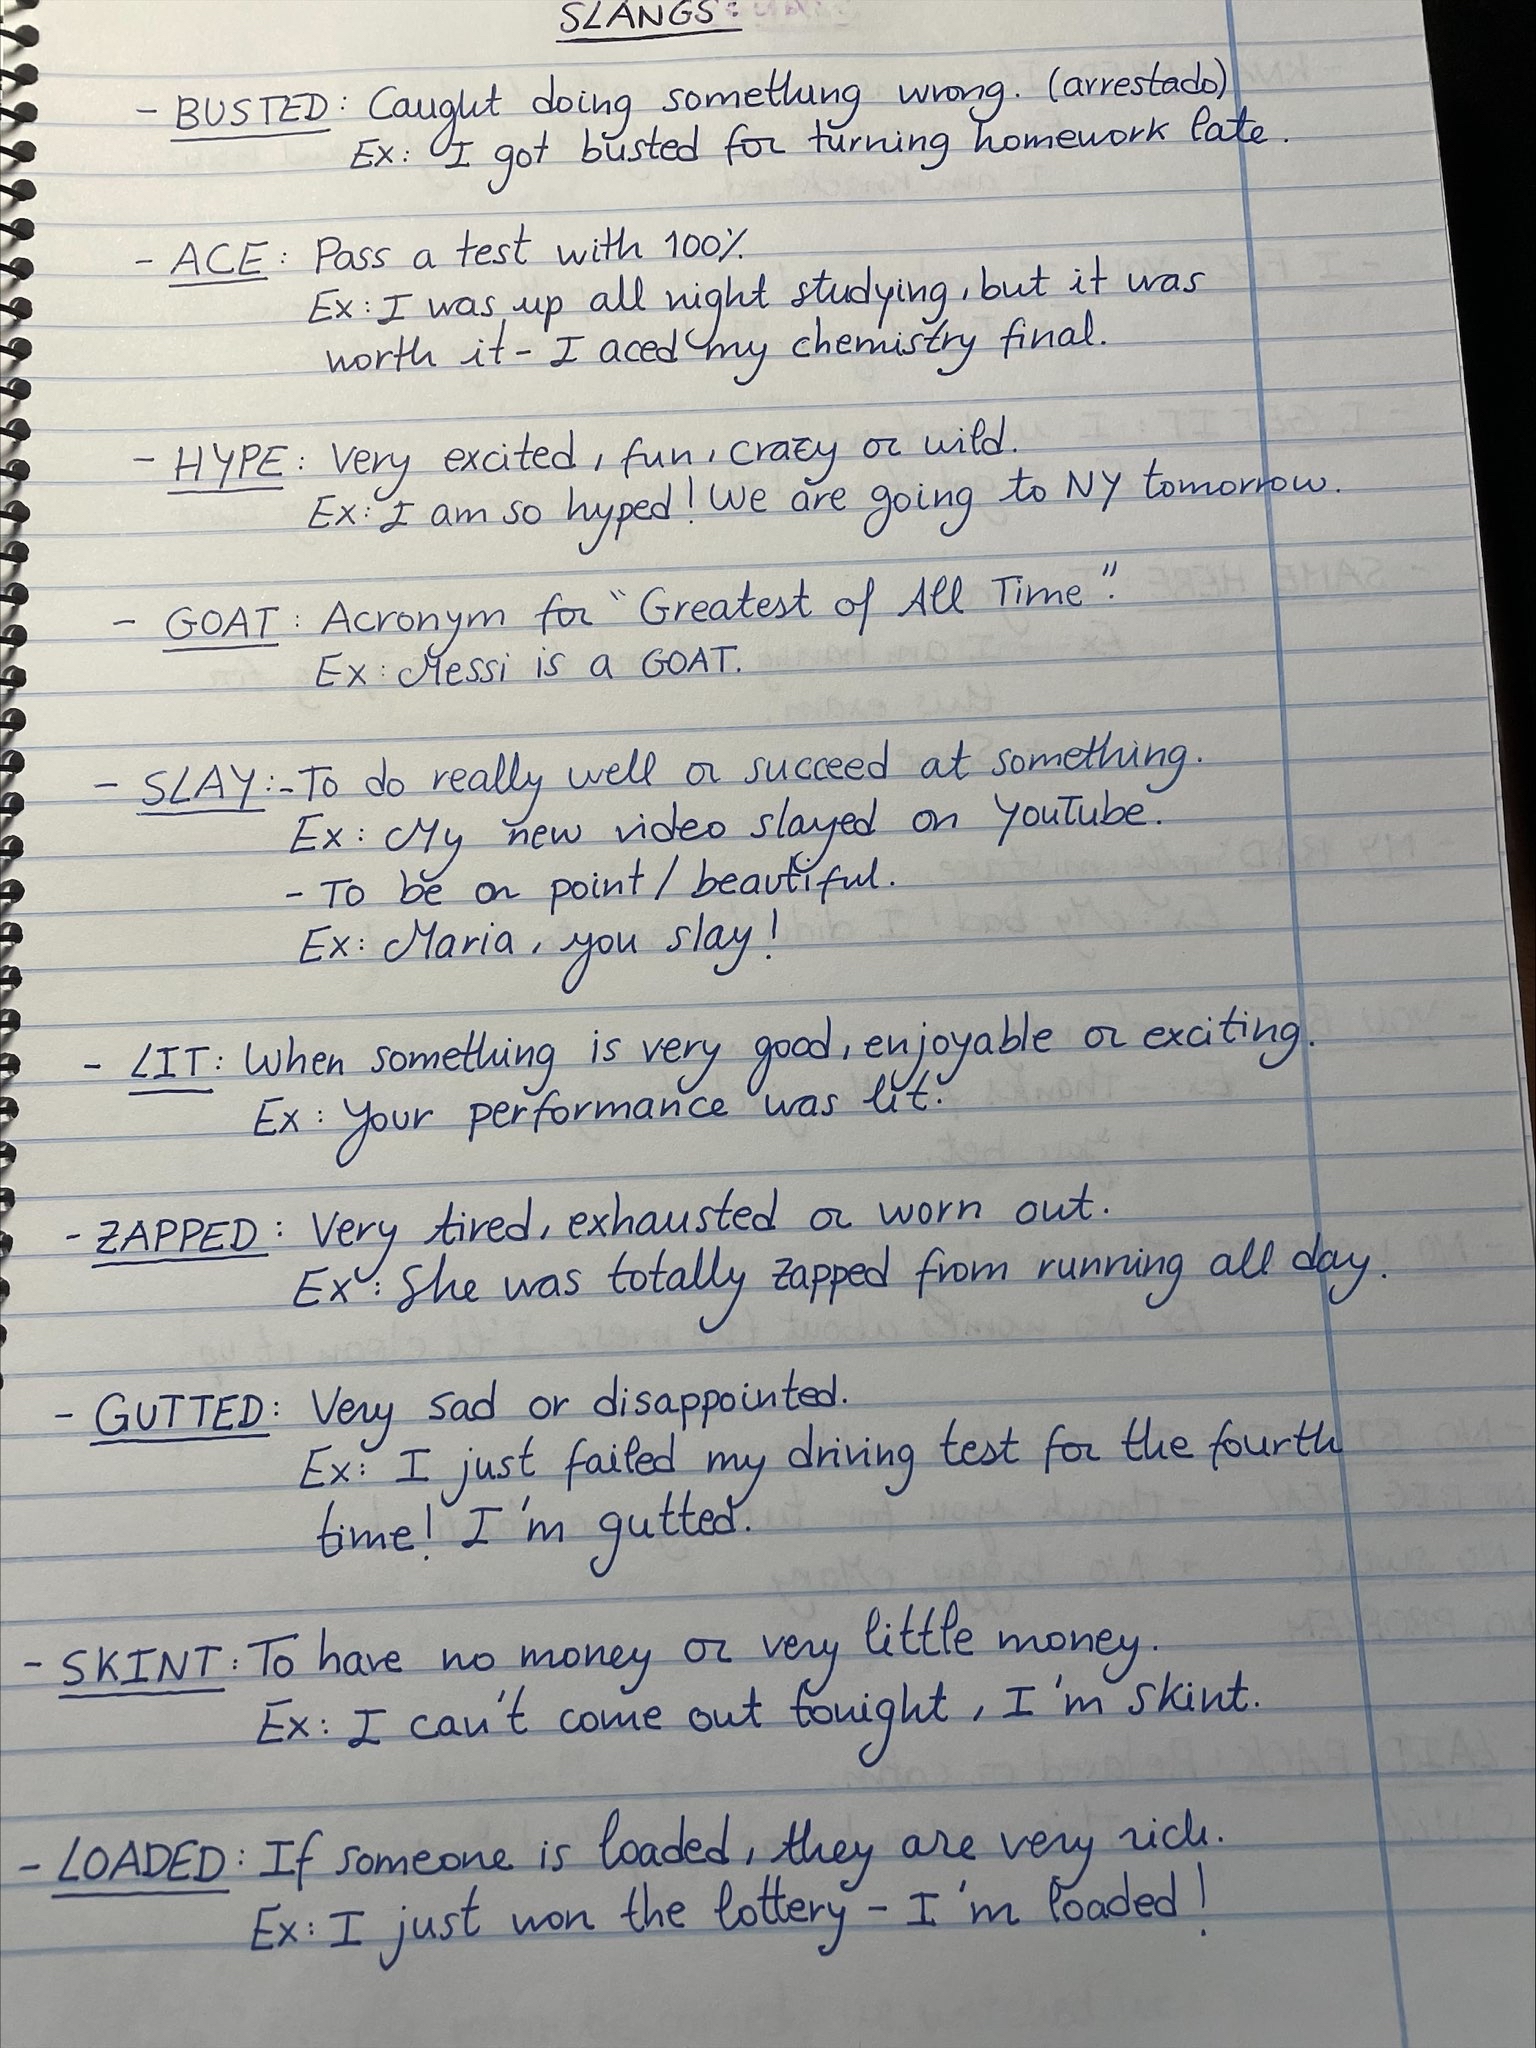 SLANGS:
- BUSTED: Caught doing something wrong. (arrestado)
Ex: I got busted for turning homework late.
- ACE: Pass a test with 100%
Ex: I was up all night studying, but it was
worth it - I aced my chemistry final.
- HYPE: Very excited, fun, crazy or wild.
Ex: I am so hyped! We are going to NY tomorrow.
- GOAT: Acronym for "Greatest of All Time".
Ex: Messi is a GOAT.
- SLAY: - To do really well or succeed at something.
Ex: My new video slayed on YouTube.
- To be on point / beautiful.
Ex: Maria, you slay!
- LIT: When something is very good, enjoyable or exciting.
Ex: Your performance was lit.
- ZAPPED: Very tired, exhausted or worn out.
Ex: She was totally zapped from running all day.
- GUTTED: Very sad or disappointed.
Ex: I just failed my driving test for the fourth
time! I'm gutted.
- SKINT: To have no money or very little money.
Ex: I can't come out tonight, I'm skint.
- LOADED: If someone is loaded, they are very rich.
Ex: I just won the lottery - I'm loaded!